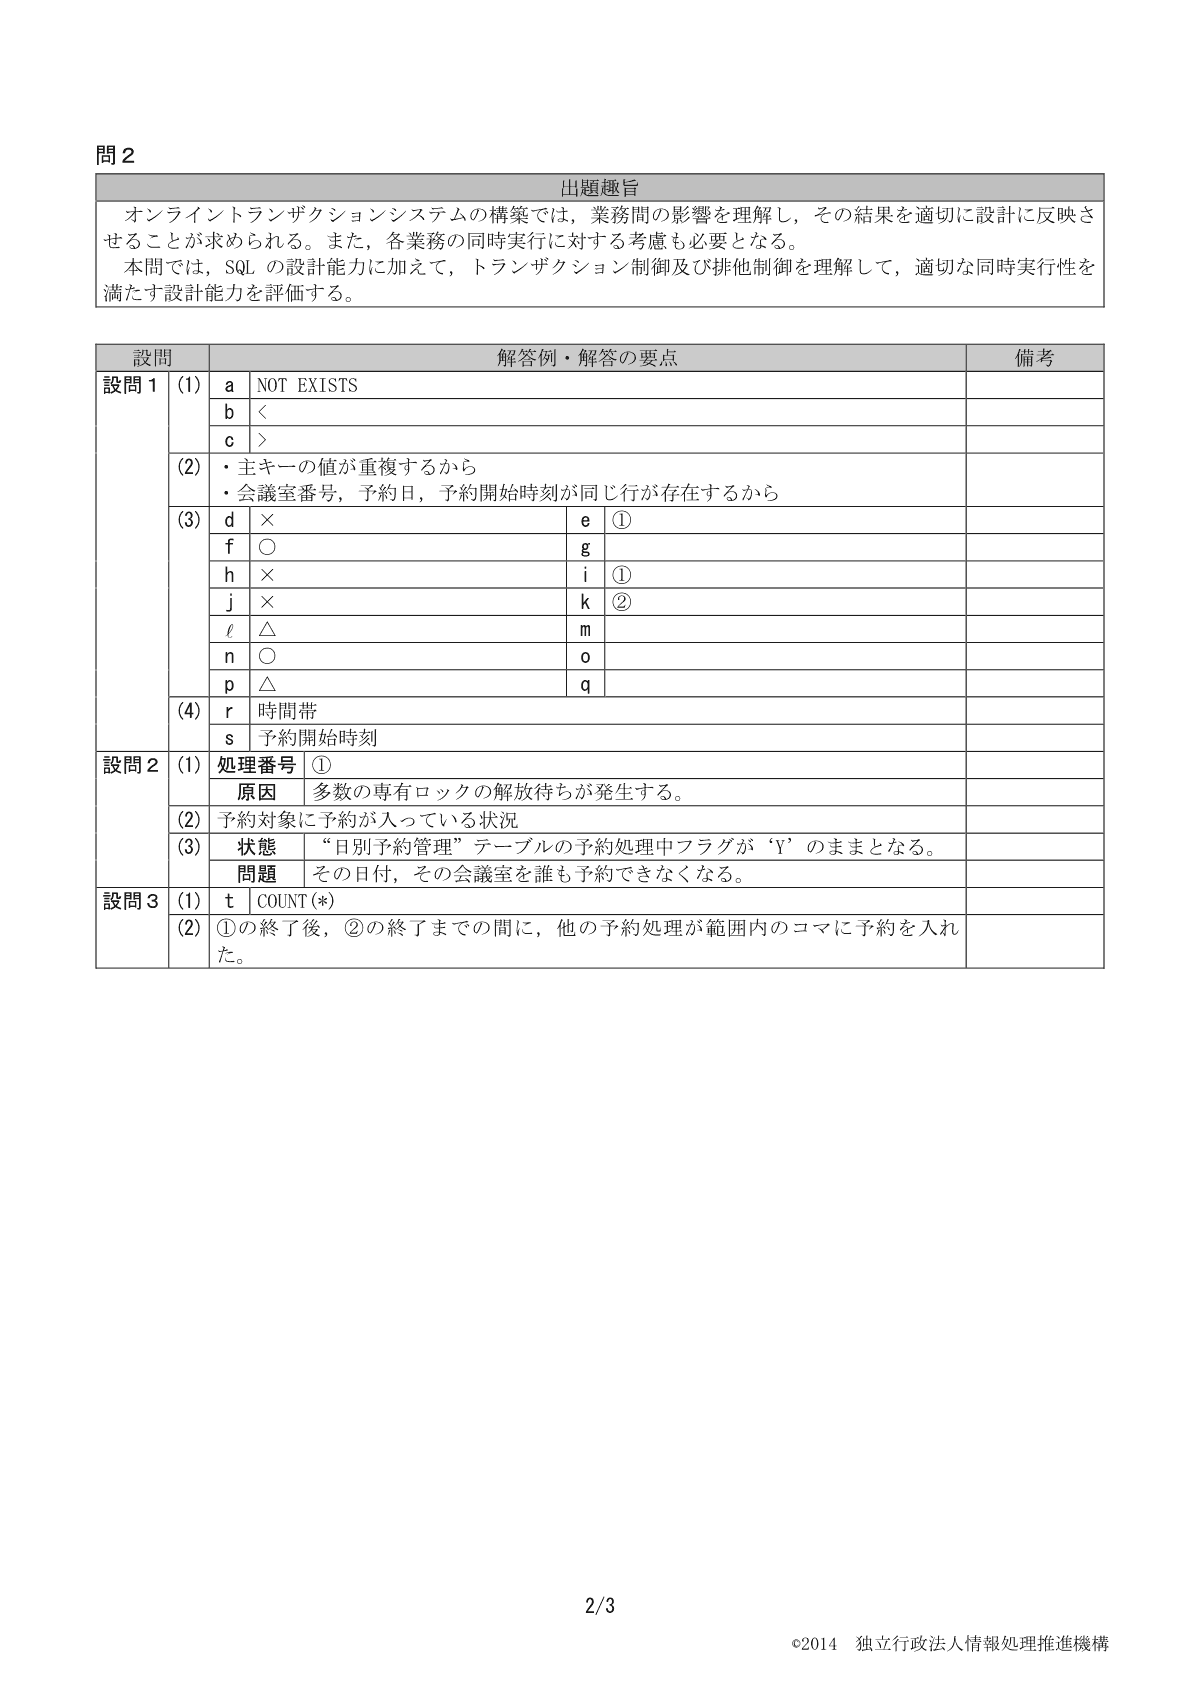 問２
出題趣旨
オンライントランザクションシステムの構築では，業務間の影響を理解し，その結果を適切に設計に反映さ
せることが求められる。また，各業務の同時実行に対する考慮も必要となる。
本問では，SQL の設計能力に加えて，トランザクション制御及び排他制御を理解して，適切な同時実行性を
満たす設計能力を評価する。
設問 解答例・解答の要点 備考
設問１ (1) a NOT EXISTS
b ＜
c ＞
(2) ・主キーの値が重複するから
・会議室番号，予約日，予約開始時刻が同じ行が存在するから
(3) d × e ①
f ○ g
h × i ①
j × k ②
ℓ △ m
n ○ o
p △ q
(4) r 時間帯
s 予約開始時刻
設問２ (1) 処理番号 ①
原因 多数の専有ロックの解放待ちが発生する。
(2) 予約対象に予約が入っている状況
(3) 状態 “日別予約管理”テーブルの予約処理中フラグが‘Y’のままとなる。
問題 その日付，その会議室を誰も予約できなくなる。
設問３ (1) t COUNT(*)
(2) ①の終了後，②の終了までの間に，他の予約処理が範囲内のコマに予約を入れ
た。
2/3
©2014 独立行政法人情報処理推進機構